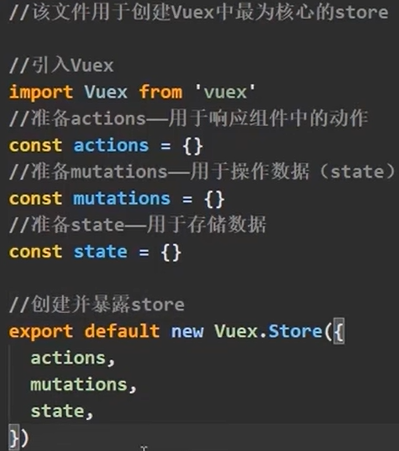 //该文件用于创建Vuex中最为核心的store
//引入Vuex
import Vuex from 'vuex'
//准备actions——用于响应组件中的动作
const actions = {}
//准备mutations——用于操作数据（state）
const mutations = {}
//准备state——用于存储数据
const state = {}
//创建并暴露store
export default new Vuex.Store({
  actions,
  mutations,
  state,
})